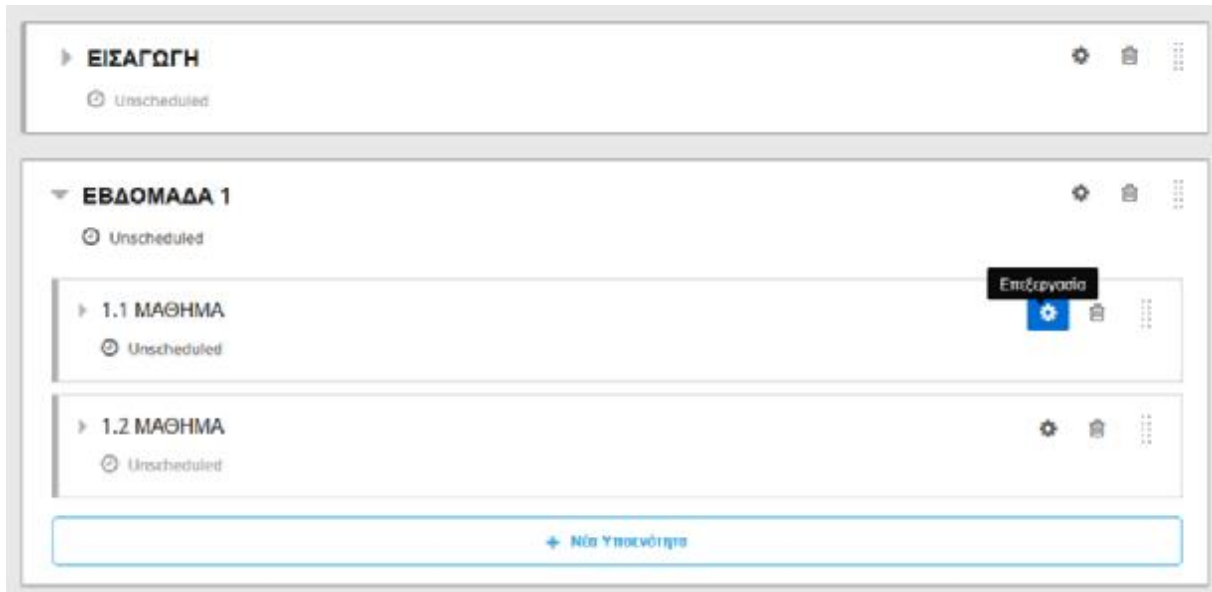 ΕΙΣΑΓΩΓΗ
Unscheduled
ΕΒΔΟΜΑΔΑ 1
Unscheduled
Επεξεργασία
1.1 ΜΑΘΗΜΑ
Unscheduled
1.2 ΜΑΘΗΜΑ
Unscheduled
+ Νέα Υποενότητα